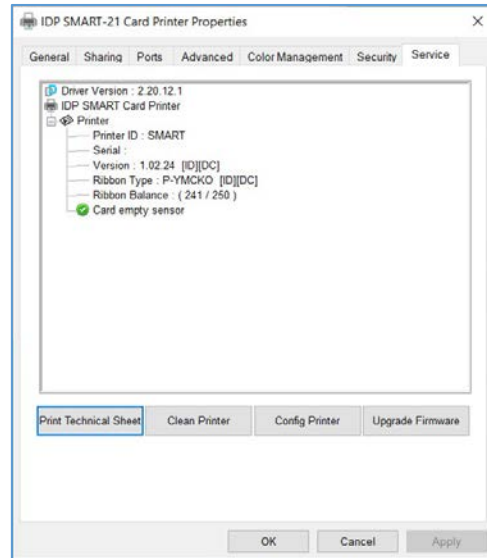 IDP SMART-21 Card Printer Properties
General Sharing Ports Advanced Color Management Security Service
Driver Version : 2.20.12.1
IDP SMART Card Printer
Printer
Printer ID : SMART
Serial :
Version : 1.02.24 [ID][DC]
Ribbon Type : P-YMCKO [ID][DC]
Ribbon Balance : ( 241 / 250 )
Card empty sensor
Print Technical Sheet Clean Printer Config Printer Upgrade Firmware
OK Cancel Apply